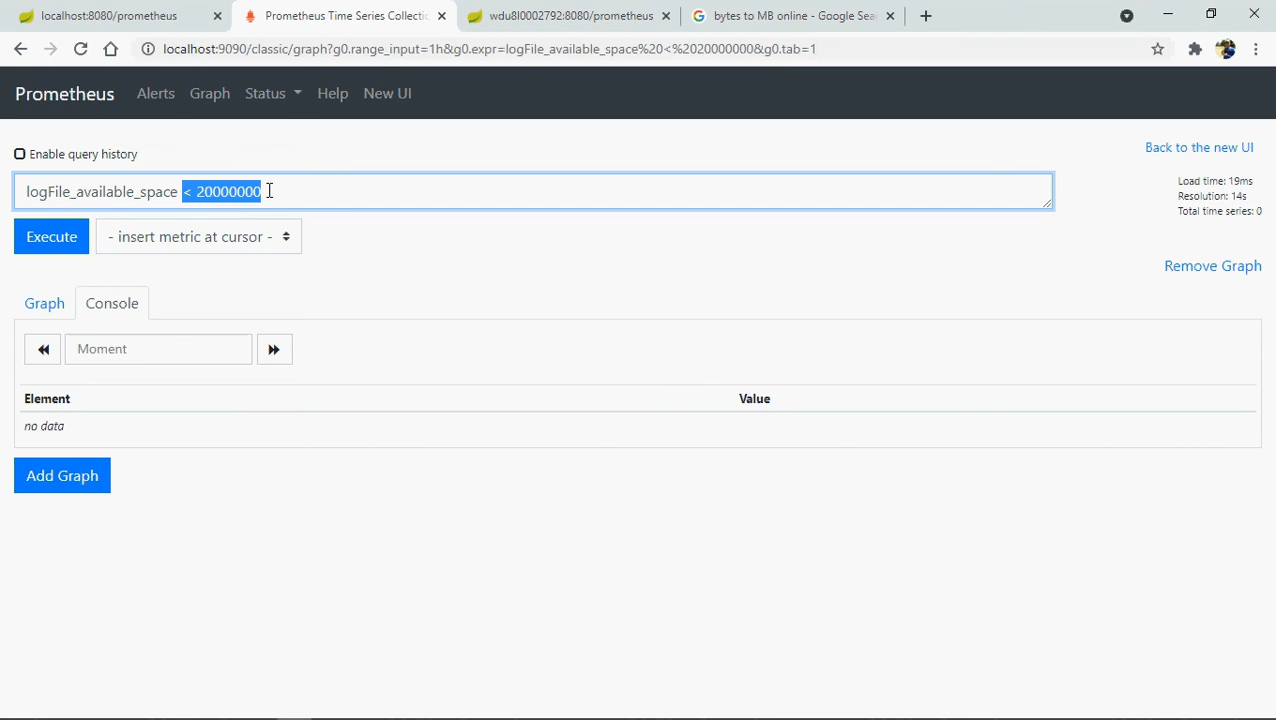 localhost:8080/prometheus
Prometheus Time Series Collectio
wdu8l0002792:8080/prometheus
bytes to MB online - Google Sea
localhost:9090/classic/graph?g0.range_input=1h&g0.expr=logFile_available_space%20<%2020000000&g0.tab=1
Prometheus Alerts Graph Status Help New UI
Enable query history
Back to the new UI
logFile_available_space < 20000000
Load time: 19ms
Resolution: 14s
Total time series: 0
Execute
- insert metric at cursor -
Remove Graph
Graph Console
Moment
Element Value
no data
Add Graph